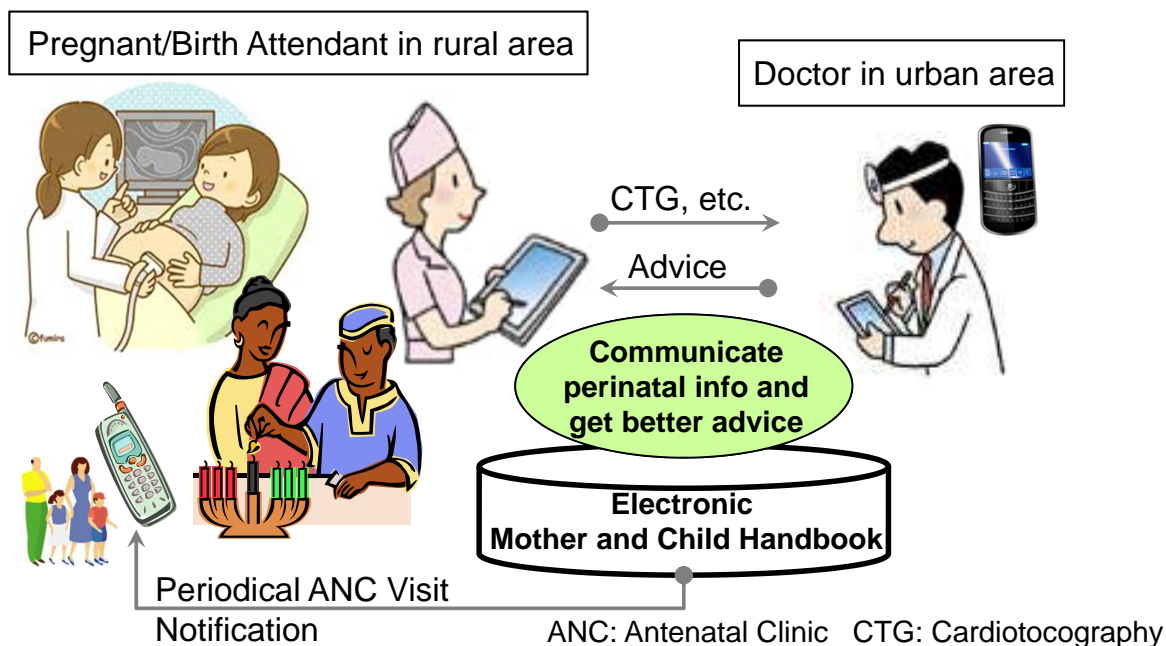 Pregnant/Birth Attendant in rural area
Doctor in urban area
CTG, etc.
Advice
©fumira
Communicate
perinatal info and
get better advice
Electronic
Mother and Child Handbook
Periodical ANC Visit
Notification
ANC: Antenatal Clinic CTG: Cardiotocography